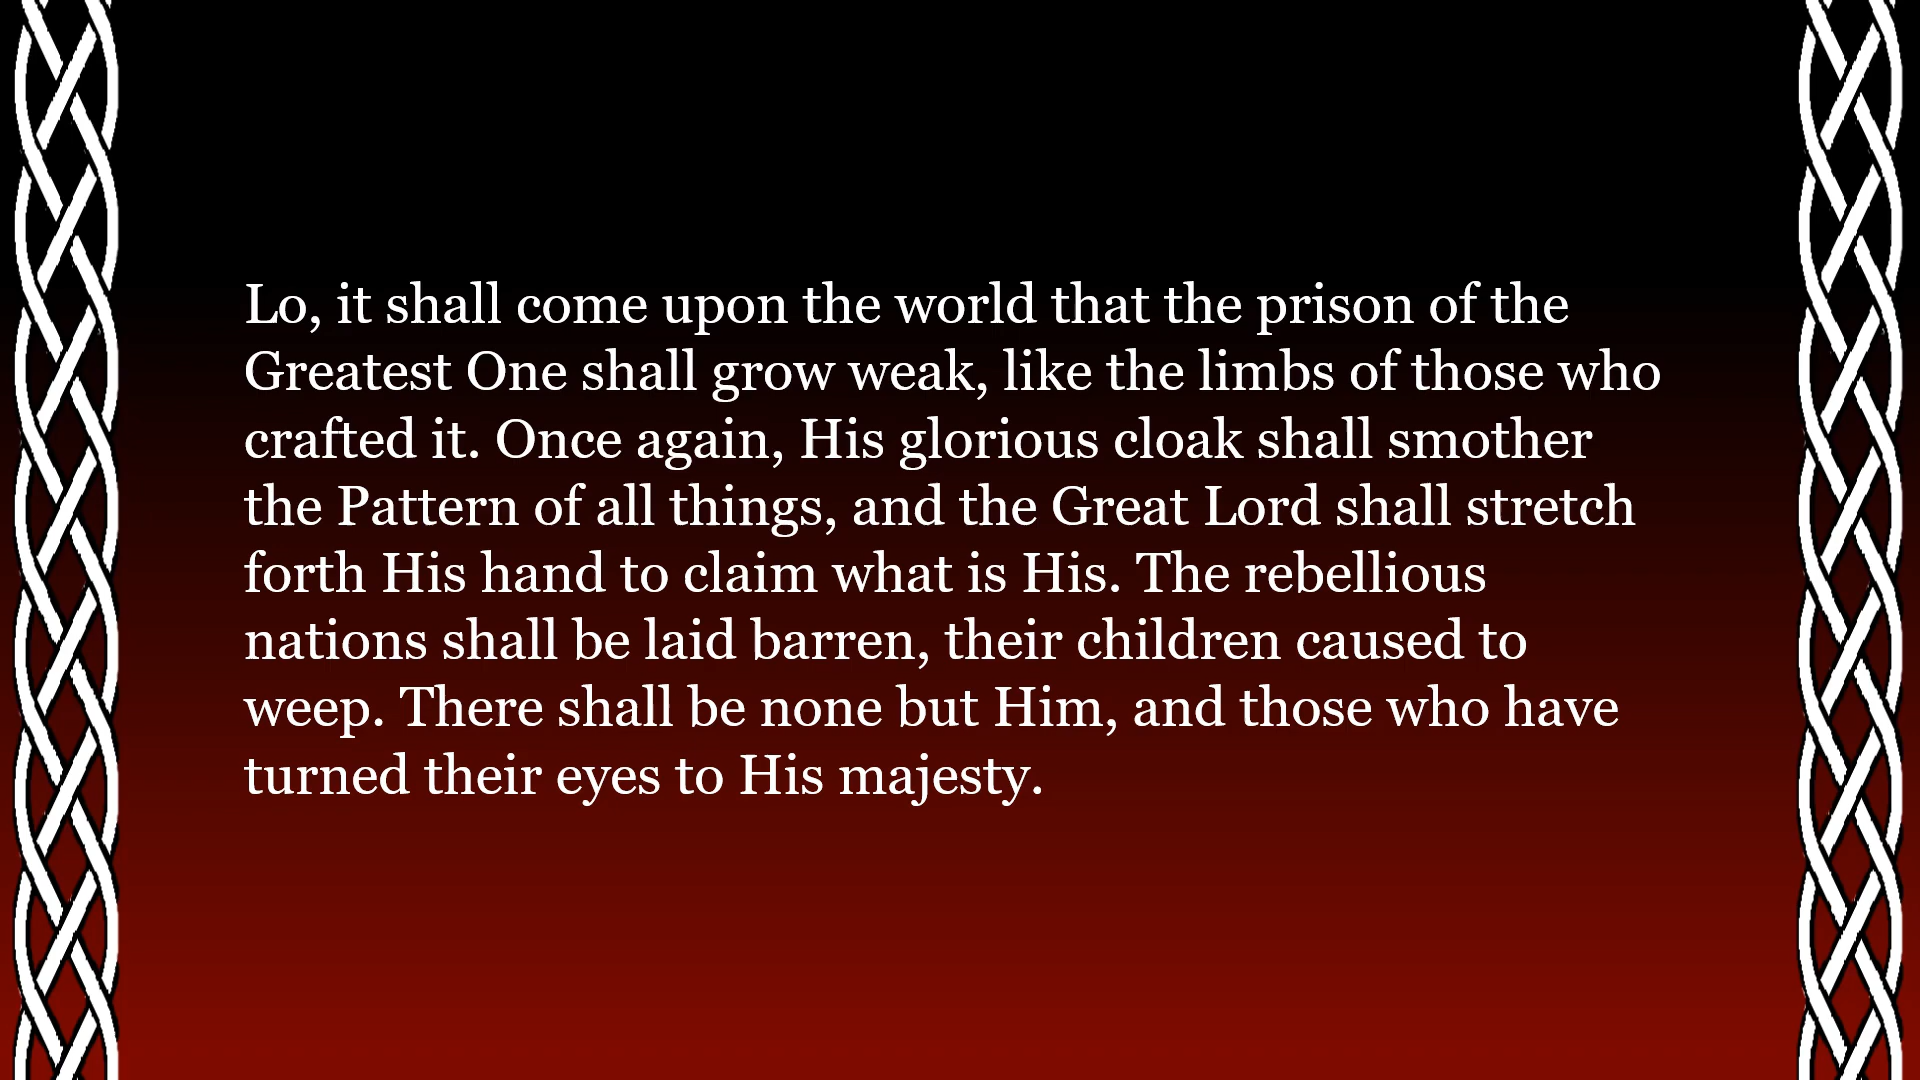 Lo, it shall come upon the world that the prison of the
Greatest One shall grow weak, like the limbs of those who
crafted it. Once again, His glorious cloak shall smother
the Pattern of all things, and the Great Lord shall stretch
forth His hand to claim what is His. The rebellious
nations shall be laid barren, their children caused to
weep. There shall be none but Him, and those who have
turned their eyes to His majesty.